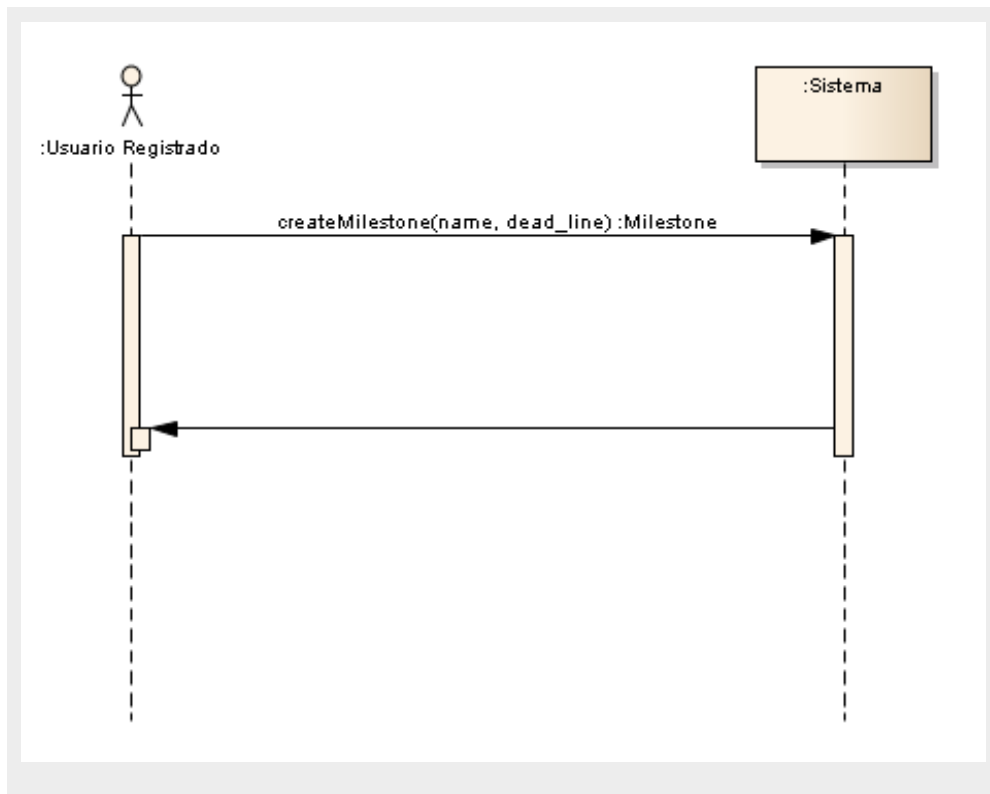 :Usuario Registrado
:Sistema
createMilestone(name, dead_line) :Milestone